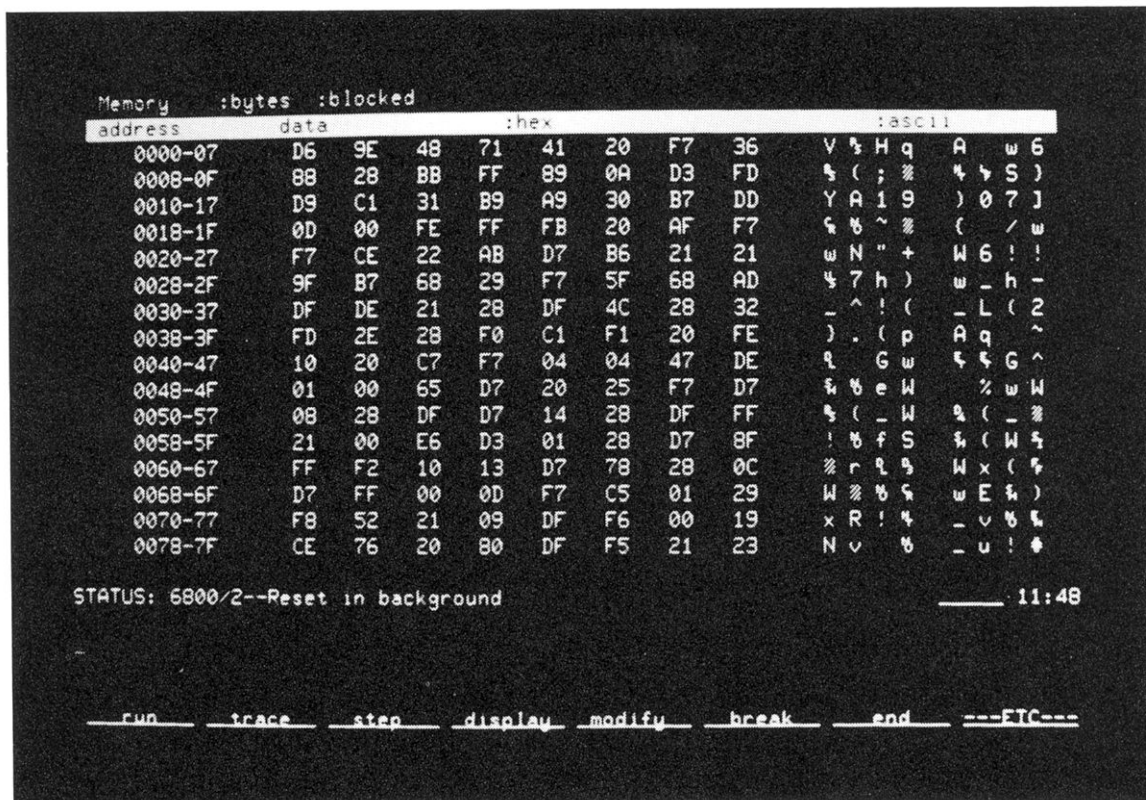 Memory :bytes :blocked
address data :hex :ascii
0000-07 D6 9E 48 71 41 20 F7 36 V H q A w 6
0008-0F 88 28 BB FF 89 0A D3 FD ( ; S }
0010-17 D9 C1 31 B9 A9 30 B7 DD Y A 1 9 ) 0 7 ]
0018-1F 0D 00 FE FF FB 20 AF F7 ~ { / w
0020-27 F7 CE 22 AB D7 B6 21 21 w N " + W 6 ! !
0028-2F 9F B7 68 29 F7 5F 68 AD 7 h ) w _ h -
0030-37 DF DE 21 28 DF 4C 28 32 _ ^ ! ( _ L ( 2
0038-3F FD 2E 28 F0 C1 F1 20 FE } . ( p A q ~
0040-47 10 20 C7 F7 04 04 47 DE G w G ^
0048-4F 01 00 65 D7 20 25 F7 D7 e W % w W
0050-57 08 28 DF D7 14 28 DF FF ( _ W ( _
0058-5F 21 00 E6 D3 01 28 D7 8F ! f S ( W
0060-67 FF F2 10 13 D7 78 28 0C r W x (
0068-6F D7 FF 00 0D F7 C5 01 29 W w E )
0070-77 F8 52 21 09 DF F6 00 19 x R ! _ v
0078-7F CE 76 20 80 DF F5 21 23 N v _ u ! #
STATUS: 6800/2--Reset in background 11:48
run trace step display modify break end ---ETC---